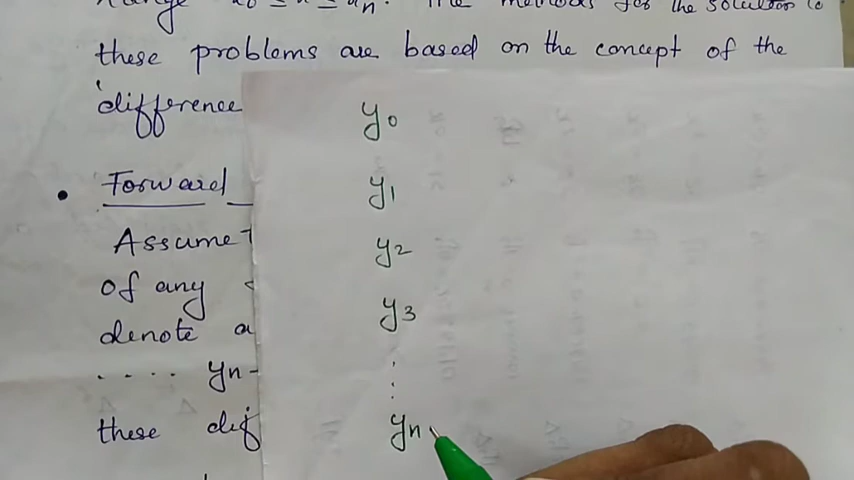 these problems are based on the concept of the
difference
y0
y1
• Forward
Assume
y2
of any
y3
denote a
.... yn-
these dif
yn